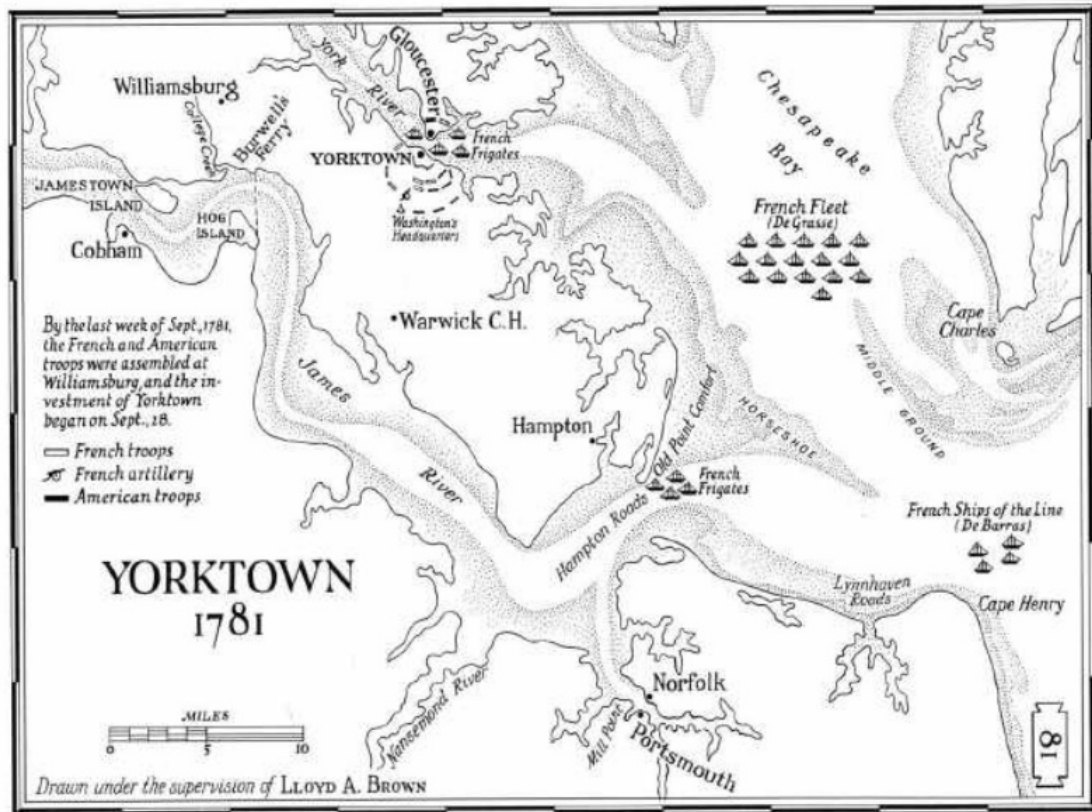 Williamsburg
College Creek
Burwell's
Ferry
York
River
Gloucester
French
Frigates
YORKTOWN
Washington's
Headquarters
Chesapeake
Bay
French Fleet
(De Grasse)
JAMESTOWN
ISLAND
HOG
ISLAND
Cobham
Warwick C.H.
Cape
Charles
MIDDLE GROUND
By the last week of Sept., 1781,
the French and American
troops were assembled at
Williamsburg, and the in-
vestment of Yorktown
began on Sept., 28.
French troops
French artillery
American troops
James
River
Hampton
Old Point Comfort
HORSESHOE
French
Frigates
Hampton Roads
French Ships of the Line
(De Barras)
Lynnhaven
Roads
Cape Henry
YORKTOWN
1781
Nansemond River
Norfolk
Mill Point
Portsmouth
MILES
0 5 10
81
Drawn under the supervision of LLOYD A. BROWN